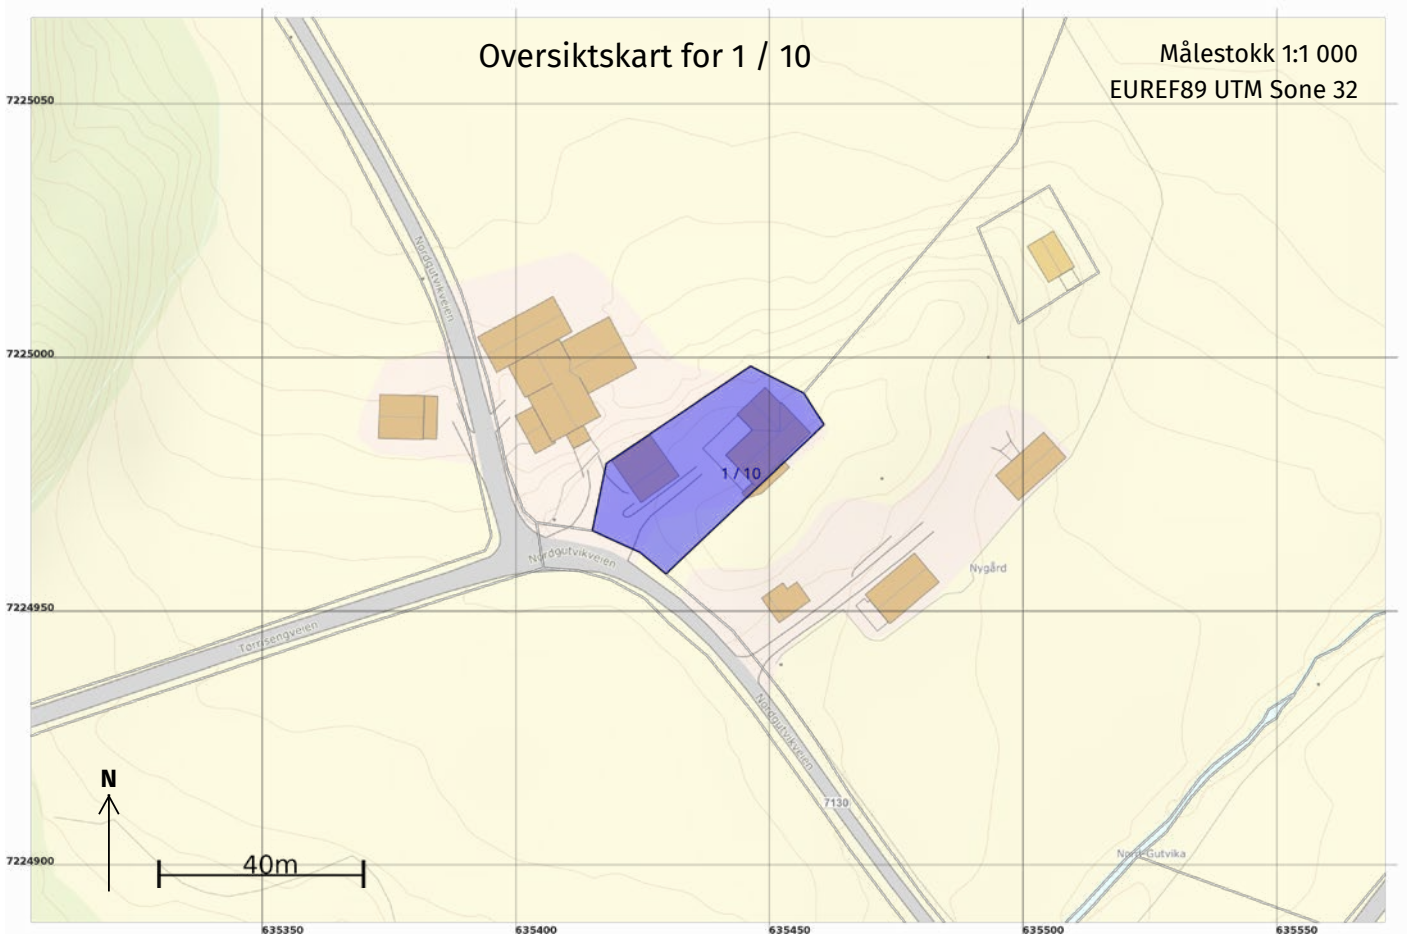 Oversiktskart for 1 / 10
Målestokk 1:1 000
EUREF89 UTM Sone 32
7225050
Nordgutvikveien
7225000
1 / 10
Nordgutvikveien
Nygård
7224950
Tømsengveien
Nordgutvikveien
7130
N
40m
7224900
Nord-Gutvika
635350
635400
635450
635500
635550